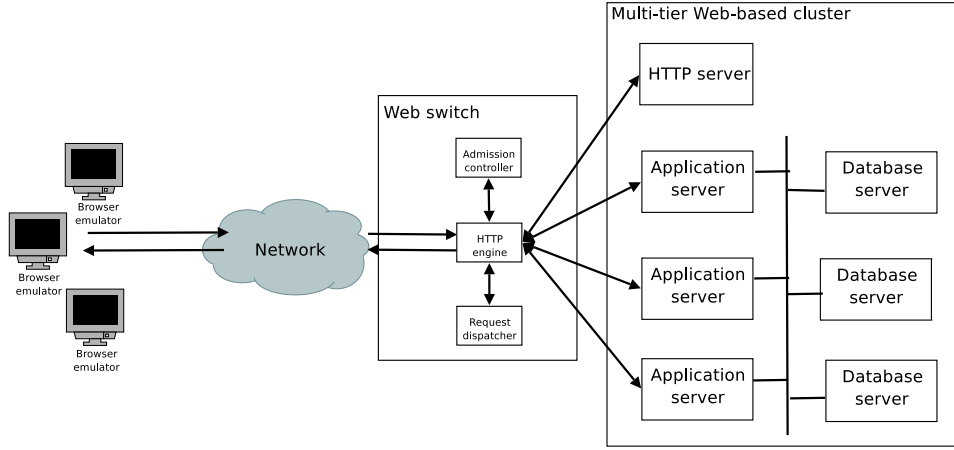 Multi-tier Web-based cluster
HTTP server
Web switch
Admission
controller
Browser
emulator
Application
server
Database
server
Network
HTTP
engine
Browser
emulator
Application
server
Database
server
Request
dispatcher
Browser
emulator
Application
server
Database
server